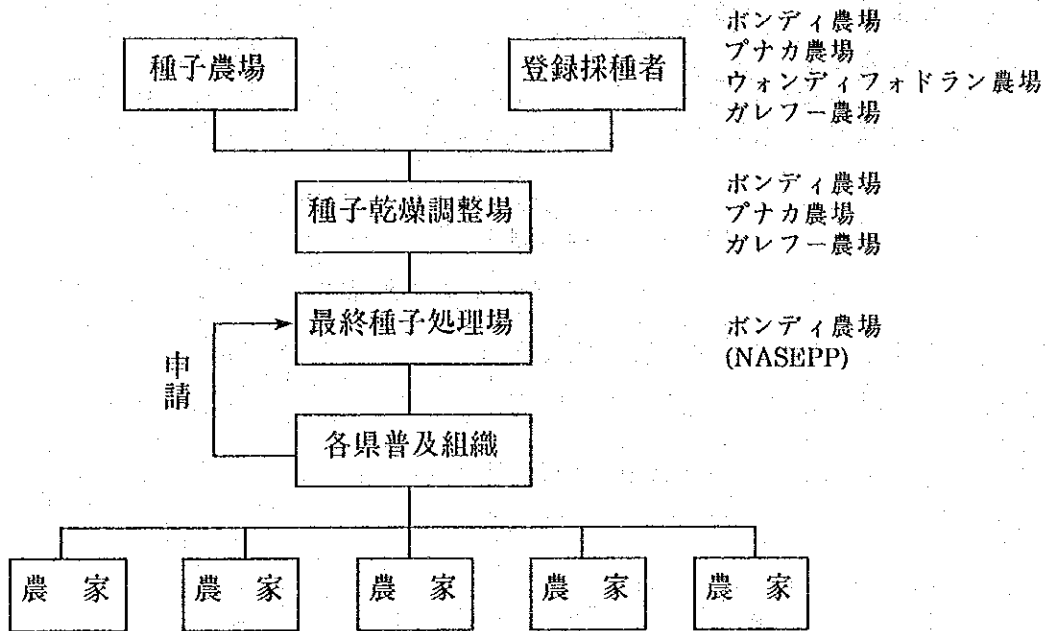 種子農場
登録採種者
ボンディ農場
プナカ農場
ウォンディフォドラン農場
ガレフー農場
種子乾燥調整場
ボンディ農場
プナカ農場
ガレフー農場
最終種子処理場
ボンディ農場
(NASEPP)
申請
各県普及組織
農 家
農 家
農 家
農 家
農 家